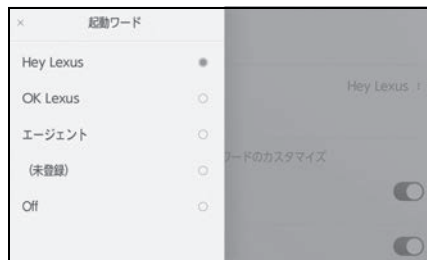 × 起動ワード
Hey Lexus
OK Lexus
エージェント
（未登録）
Off
Hey Lexus
ワードのカスタマイズ